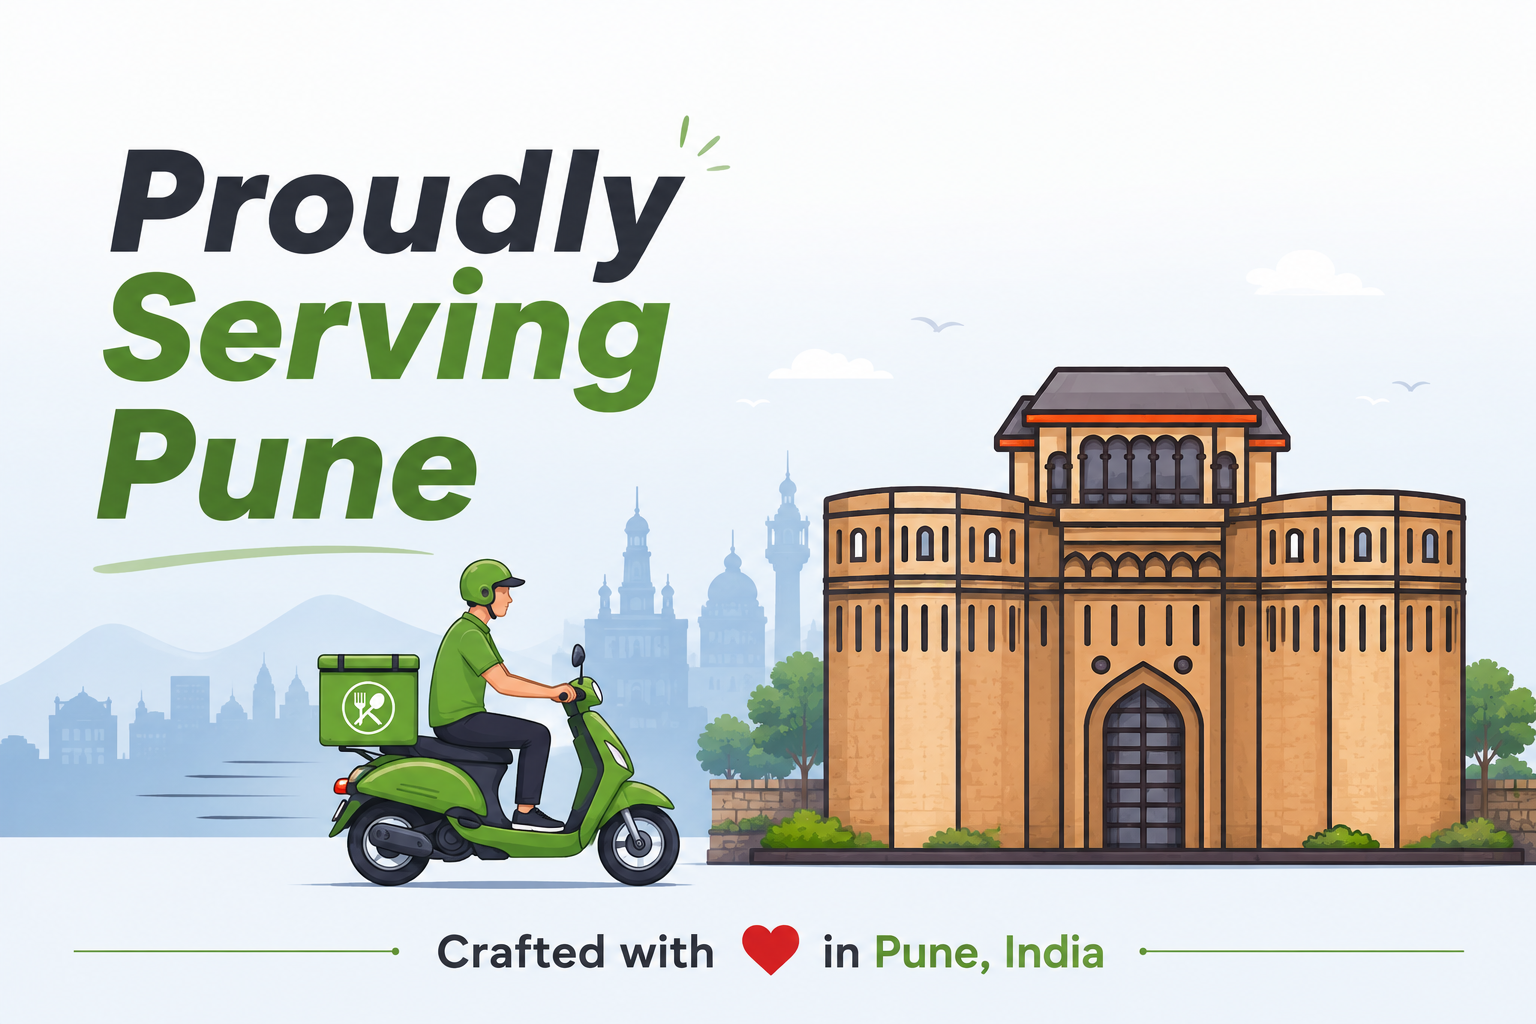 Proudly
Serving
Pune
Crafted with ❤ in Pune, India